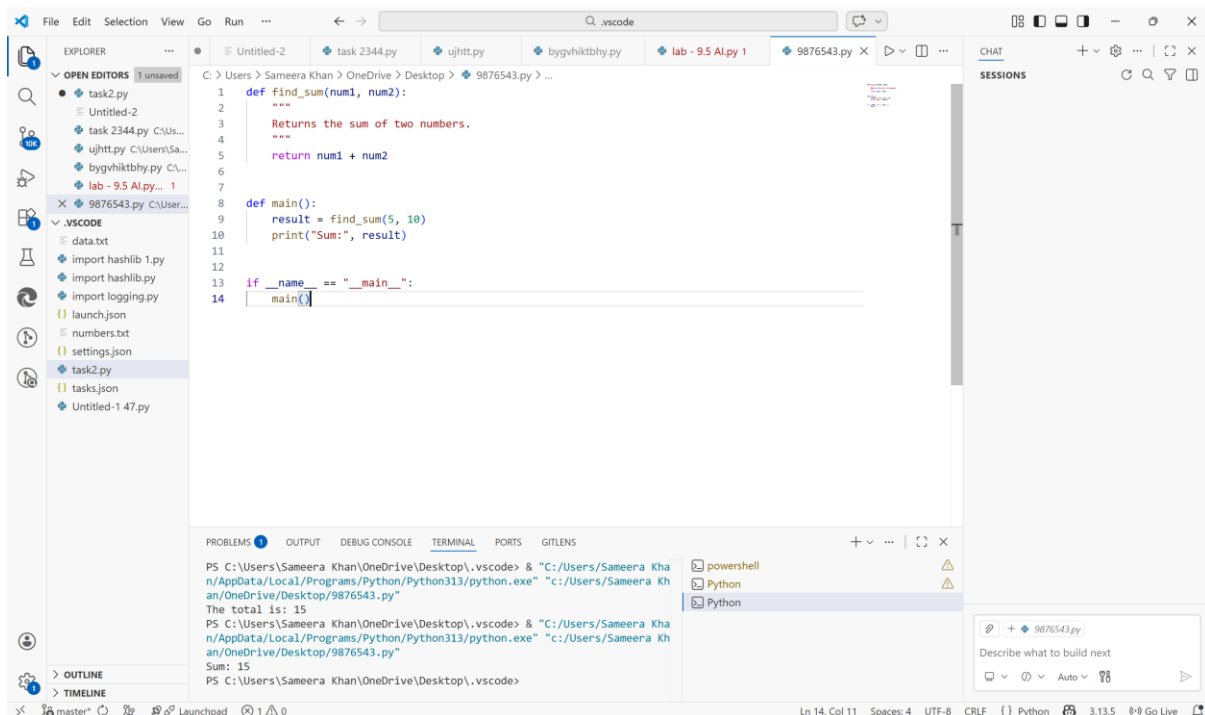 File Edit Selection View Go Run ··· .vscode
EXPLORER ···
OPEN EDITORS 1 unsaved
task2.py
Untitled-2
task 2344.py C:\Us...
ujhtt.py C:\Users\Sa...
bygvhiktbhy.py C:\...
lab - 9.5 AI.py... 1
9876543.py C:\User...
.VSCODE
data.txt
import hashlib 1.py
import hashlib.py
import logging.py
launch.json
numbers.txt
settings.json
task2.py
tasks.json
Untitled-1 47.py
OUTLINE
TIMELINE
1
10K
1
1
Untitled-2 task 2344.py ujhtt.py bygvhiktbhy.py lab - 9.5 AI.py 1 9876543.py
C: > Users > Sameera Khan > OneDrive > Desktop > 9876543.py > ...
1 def find_sum(num1, num2):
2 """
3 Returns the sum of two numbers.
4 """
5 return num1 + num2
6
7
8 def main():
9 result = find_sum(5, 10)
10 print("Sum:", result)
11
12
13 if __name__ == "__main__":
14 main()
PROBLEMS 1 OUTPUT DEBUG CONSOLE TERMINAL PORTS GITLENS
PS C:\Users\Sameera Khan\OneDrive\Desktop\.vscode> & "C:/Users/Sameera Kha
n/AppData/Local/Programs/Python/Python313/python.exe" "c:/Users/Sameera Kh
an/OneDrive/Desktop/9876543.py"
The total is: 15
PS C:\Users\Sameera Khan\OneDrive\Desktop\.vscode> & "C:/Users/Sameera Kha
n/AppData/Local/Programs/Python/Python313/python.exe" "c:/Users/Sameera Kh
an/OneDrive/Desktop/9876543.py"
Sum: 15
PS C:\Users\Sameera Khan\OneDrive\Desktop\.vscode>
powershell
Python
Python
CHAT
SESSIONS
+ 9876543.py
Describe what to build next
Auto
master* Launchpad 1 0 Ln 14, Col 11 Spaces: 4 UTF-8 CRLF {} Python 3.13.5 Go Live